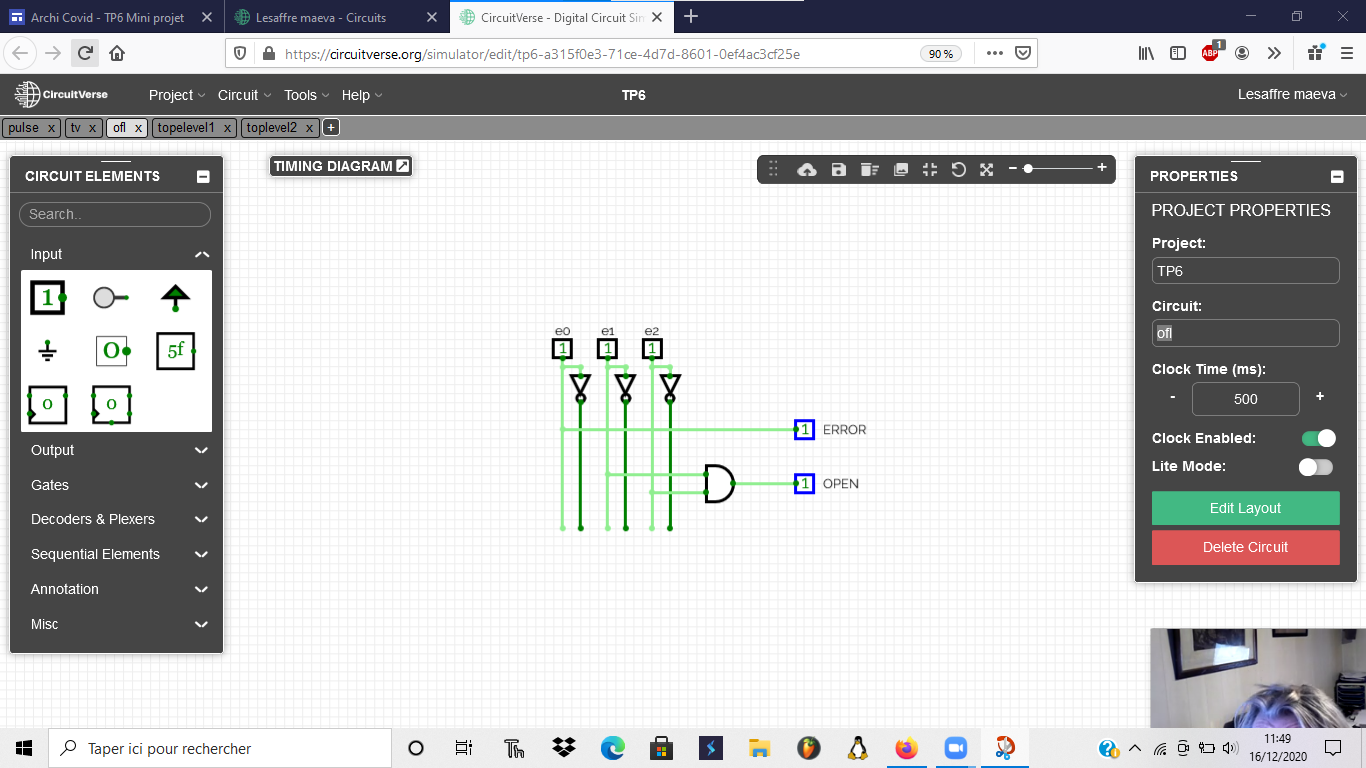 Archi Covid - TP6 Mini projet
Lesaffre maeva - Circuits
CircuitVerse - Digital Circuit Sim
https://circuitverse.org/simulator/edit/tp6-a315f0e3-71ce-4d7d-8601-0ef4ac3cf25e
90%
ABP
1
CircuitVerse
Project
Circuit
Tools
Help
TP6
Lesaffre maeva
pulse x
tv x
ofl x
topelevel1 x
toplevel2 x
+
CIRCUIT ELEMENTS
TIMING DIAGRAM
PROPERTIES
Search..
Input
1
O
5f
0
0
Output
Gates
Decoders & Plexers
Sequential Elements
Annotation
Misc
e0 e1 e2
1 1 1
1 ERROR
1 OPEN
PROJECT PROPERTIES
Project:
TP6
Circuit:
ofl
Clock Time (ms):
- 500 +
Clock Enabled:
Lite Mode:
Edit Layout
Delete Circuit
Taper ici pour rechercher
11:49
16/12/2020